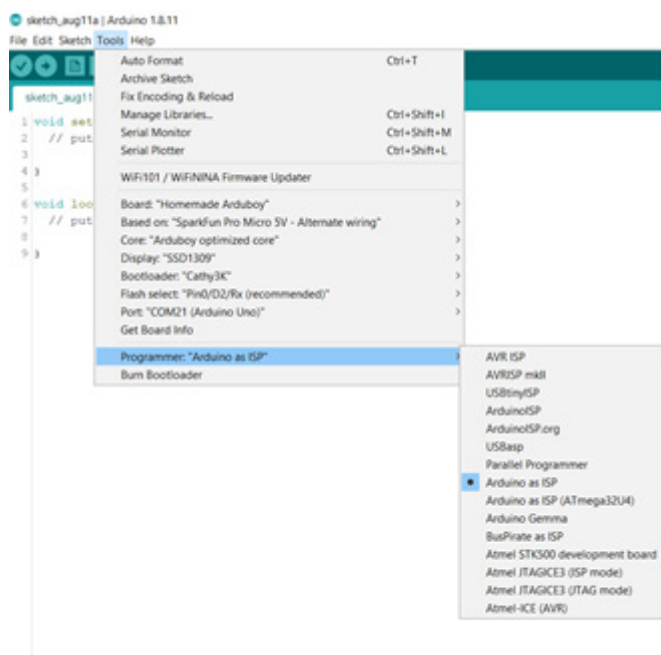 sketch_aug11a | Arduino 1.8.11
File Edit Sketch Tools Help
sketch_aug11
Auto Format Ctrl+T
Archive Sketch
Fix Encoding & Reload
Manage Libraries... Ctrl+Shift+I
Serial Monitor Ctrl+Shift+M
Serial Plotter Ctrl+Shift+L
WiFi101 / WiFiNINA Firmware Updater
Board: "Homemade Arduboy"
Based on: "SparkFun Pro Micro 5V - Alternate wiring"
Core: "Arduboy optimized core"
Display: "SSD1309"
Bootloader: "Cathy3K"
Flash select: "Pin0/D2/Rx (recommended)"
Port: "COM21 (Arduino Uno)"
Get Board Info
Programmer: "Arduino as ISP"
Burn Bootloader
1 void set
2 // put
3
4 }
5
6 void loo
7 // put
8
9 }
AVR ISP
AVRISP mkII
USBtinyISP
ArduinoISP
ArduinoISP.org
USBasp
Parallel Programmer
Arduino as ISP
Arduino as ISP (ATmega32U4)
Arduino Gemma
BusPirate as ISP
Atmel STK500 development board
Atmel JTAGICE3 (ISP mode)
Atmel JTAGICE3 (JTAG mode)
Atmel-ICE (AVR)